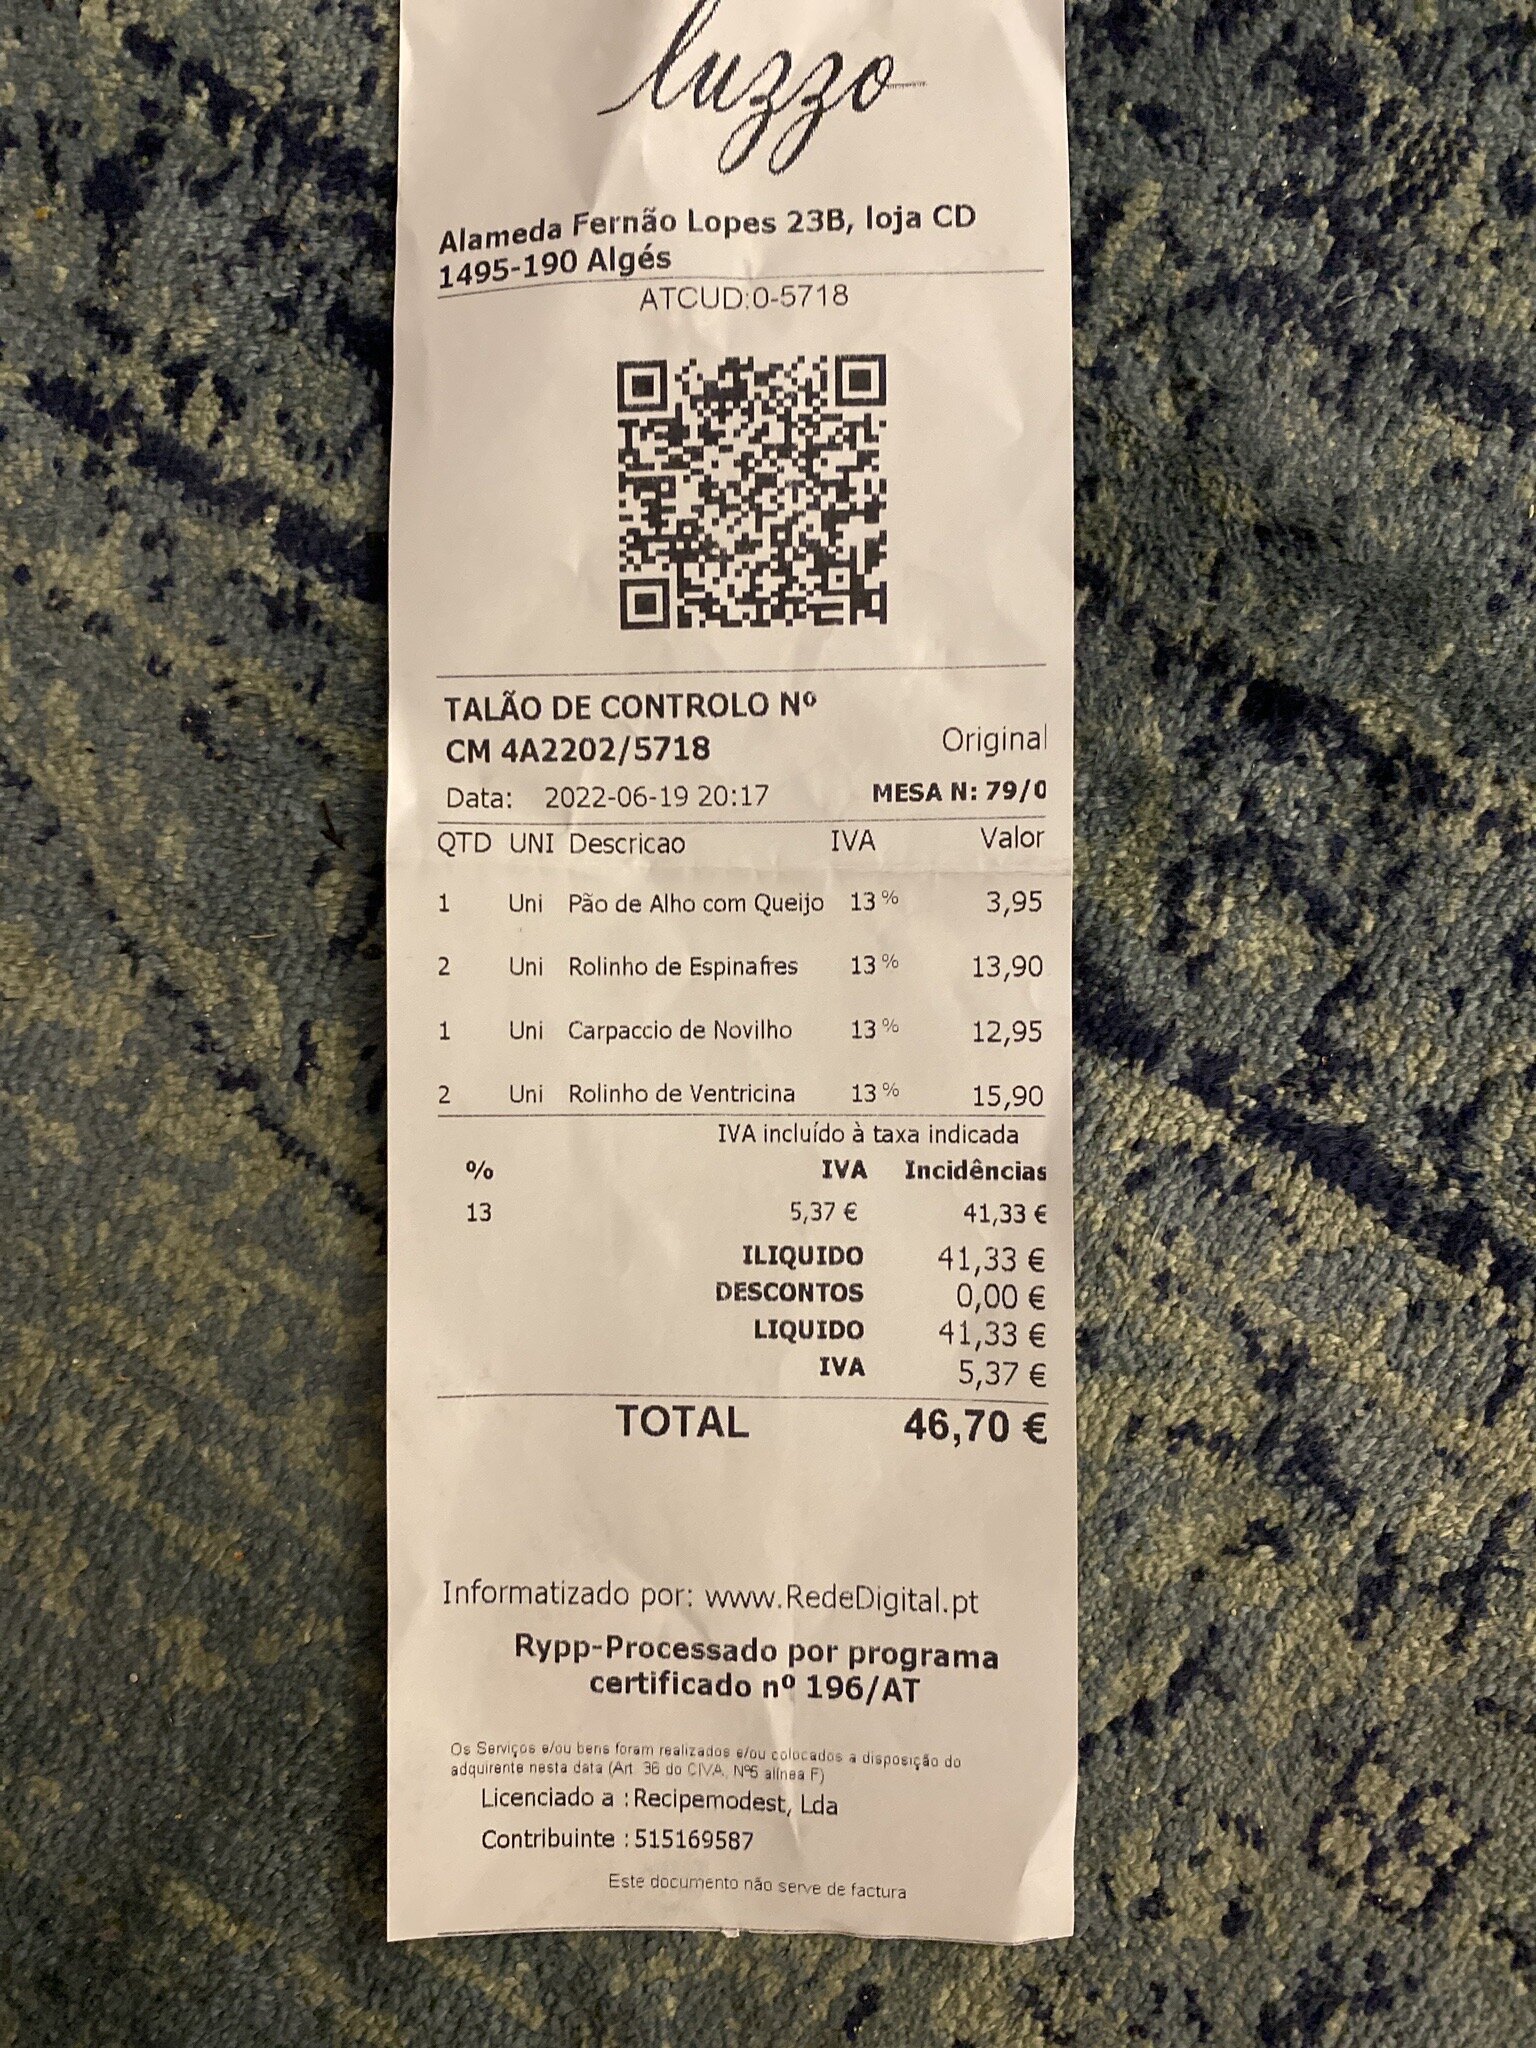 luzzo
Alameda Fernão Lopes 23B, loja CD
1495-190 Algés
ATCUD:0-5718
TALÃO DE CONTROLO Nº
CM 4A2202/5718 Original
Data: 2022-06-19 20:17 MESA N: 79/0
QTD UNI Descricao IVA Valor
1 Uni Pão de Alho com Queijo 13% 3,95
2 Uni Rolinho de Espinafres 13% 13,90
1 Uni Carpaccio de Novilho 13% 12,95
2 Uni Rolinho de Ventricina 13% 15,90
IVA incluído à taxa indicada
% IVA Incidências
13 5,37 € 41,33 €
ILIQUIDO 41,33 €
DESCONTOS 0,00 €
LIQUIDO 41,33 €
IVA 5,37 €
TOTAL 46,70 €
Informatizado por: www.RedeDigital.pt
Rypp-Processado por programa
certificado nº 196/AT
Os Serviços e/ou bens foram realizados e/ou colocados a disposição do
adquirente nesta data (Art. 36 do CIVA, Nº5 alínea F)
Licenciado a :Recipemodest, Lda
Contribuinte :515169587
Este documento não serve de factura